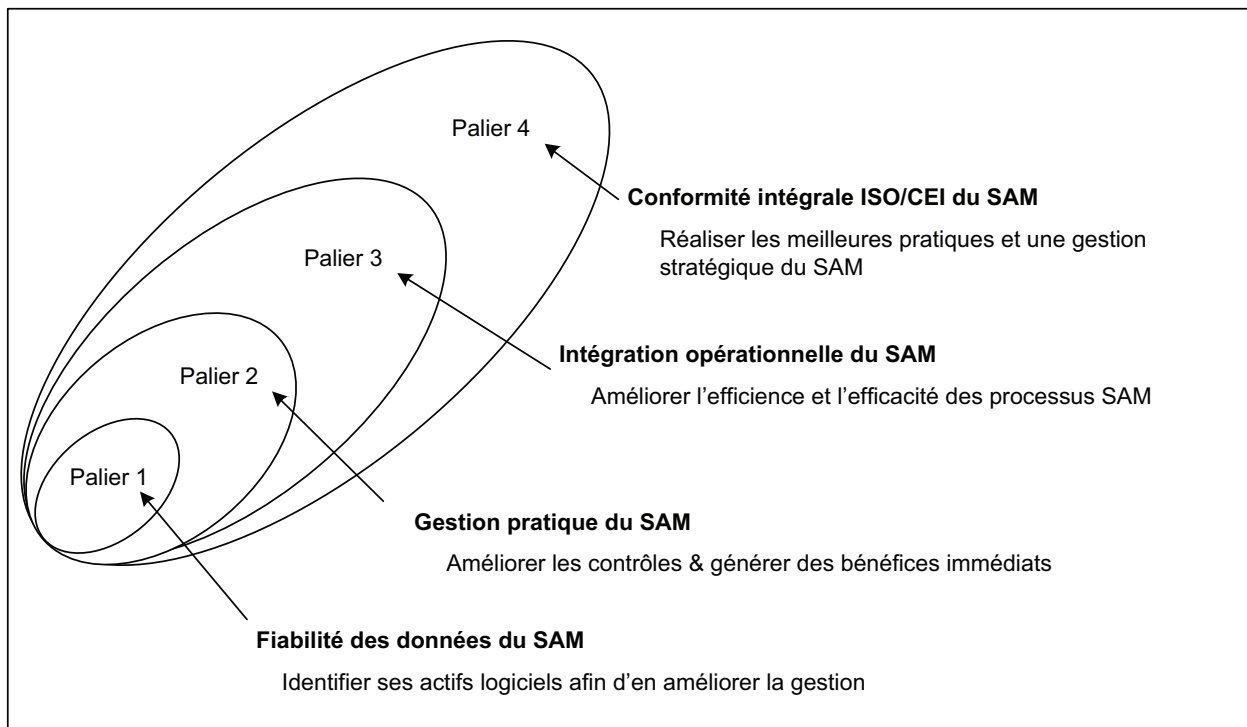 Palier 4
Conformité intégrale ISO/CEI du SAM
Réaliser les meilleures pratiques et une gestion
stratégique du SAM
Palier 3
Intégration opérationnelle du SAM
Améliorer l’efficience et l’efficacité des processus SAM
Palier 2
Gestion pratique du SAM
Améliorer les contrôles & générer des bénéfices immédiats
Palier 1
Fiabilité des données du SAM
Identifier ses actifs logiciels afin d’en améliorer la gestion